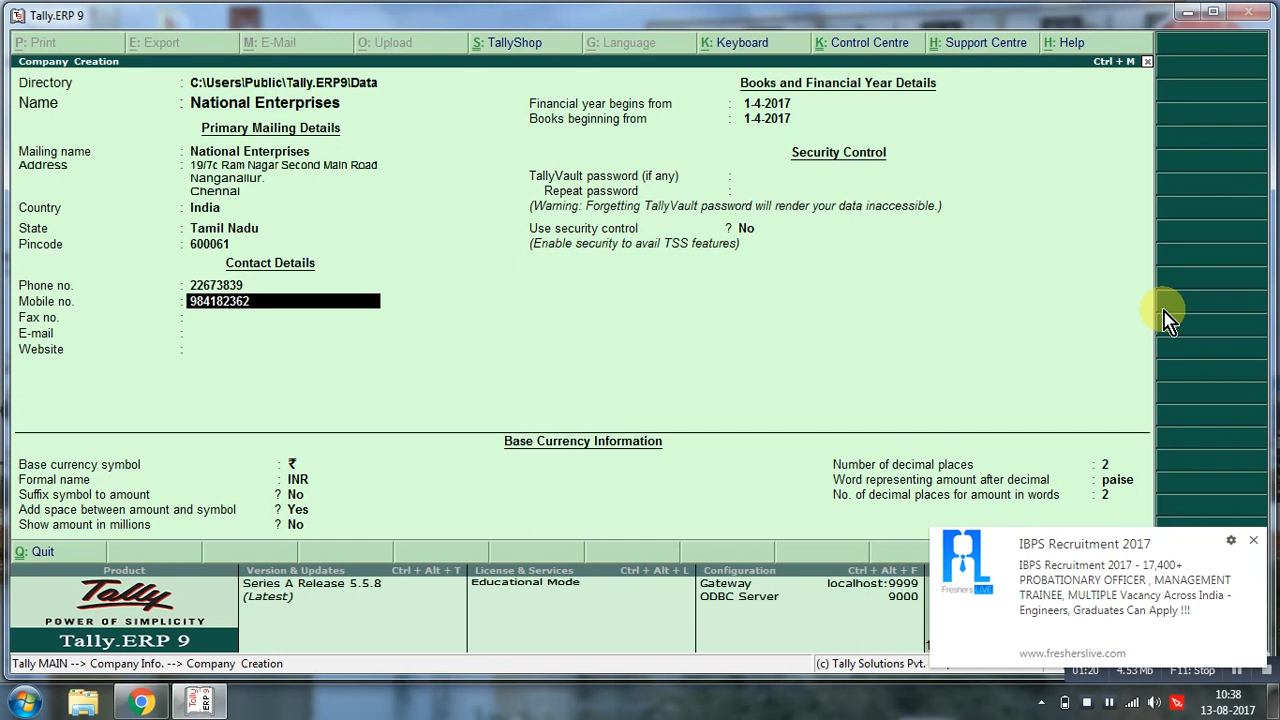 Tally.ERP 9
P: Print E: Export M: E-Mail O: Upload S: TallyShop G: Language K: Keyboard K: Control Centre H: Support Centre H: Help
Company Creation Ctrl + M
Directory : C:\Users\Public\Tally.ERP9\Data
Name : National Enterprises
Primary Mailing Details
Mailing name : National Enterprises
Address : 19/7c Ram Nagar Second Main Road
Nanganallur.
Chennai
Country : India
State : Tamil Nadu
Pincode : 600061
Contact Details
Phone no. : 22673839
Mobile no. : 984182362
Fax no. :
E-mail :
Website :
Books and Financial Year Details
Financial year begins from : 1-4-2017
Books beginning from : 1-4-2017
Security Control
TallyVault password (if any) :
Repeat password :
(Warning: Forgetting TallyVault password will render your data inaccessible.)
Use security control ? No
(Enable security to avail TSS features)
Base Currency Information
Base currency symbol : ₹
Formal name : INR
Suffix symbol to amount ? No
Add space between amount and symbol ? Yes
Show amount in millions ? No
Number of decimal places : 2
Word representing amount after decimal : paise
No. of decimal places for amount in words : 2
Q: Quit
Product
Tally
POWER OF SIMPLICITY
Tally.ERP 9
Version & Updates Ctrl + Alt + T
Series A Release 5.5.8
(Latest)
License & Services Ctrl + Alt + L
Educational Mode
Configuration Ctrl + Alt + F
Gateway localhost:9999
ODBC Server 9000
IBPS Recruitment 2017
IBPS Recruitment 2017 - 17,400+
PROBATIONARY OFFICER , MANAGEMENT
TRAINEE, MULTIPLE Vacancy Across India -
Engineers, Graduates Can Apply !!!
www.fresherslive.com
Freshers LIVE
Tally MAIN --> Company Info. --> Company Creation (c) Tally Solutions Pvt.
01:20 4.53 Mb F11: Stop
10:38
13-08-2017